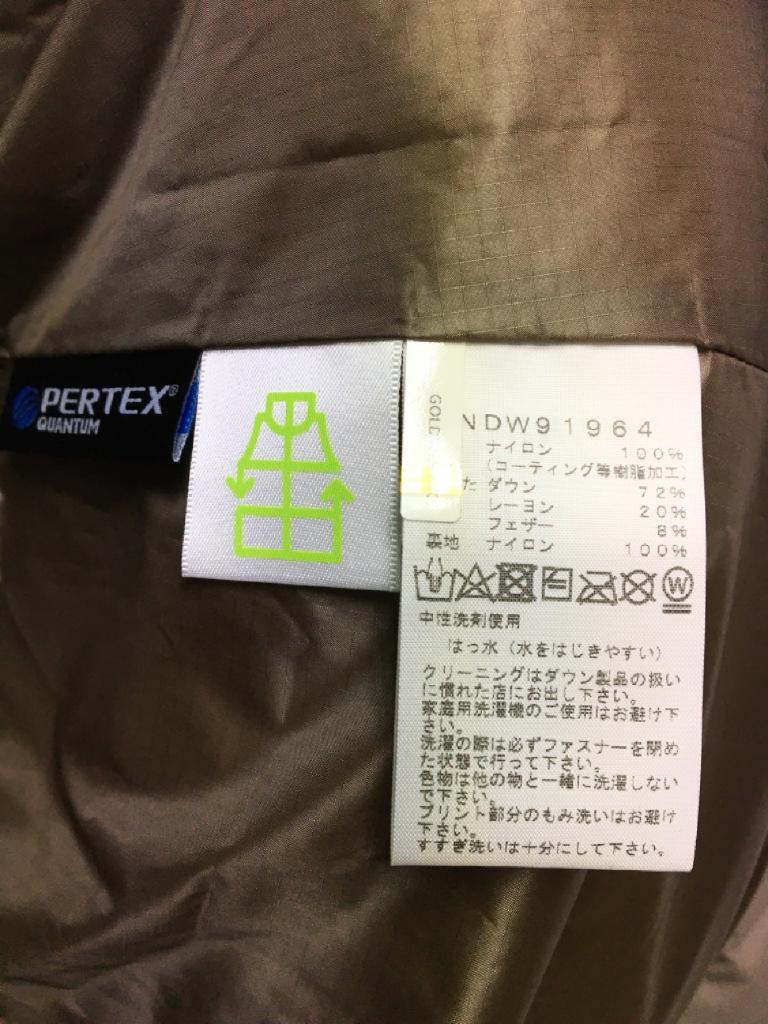 PERTEX®
QUANTUM
GOLD
NDW91964
ナイロン 100%
(コーティング等樹脂加工)
た ダウン 72%
レーヨン 20%
フェザー 8%
裏地 ナイロン 100%
W
中性洗剤使用
はっ水(水をはじきやすい)
クリーニングはダウン製品の扱い
に慣れた店にお出し下さい。
家庭用洗濯機のご使用はお避け下
さい。
洗濯の際は必ずファスナーを閉め
た状態で行って下さい。
色物は他の物と一緒に洗濯しない
で下さい。
プリント部分のもみ洗いはお避け
下さい。
すすぎ洗いは十分にして下さい。